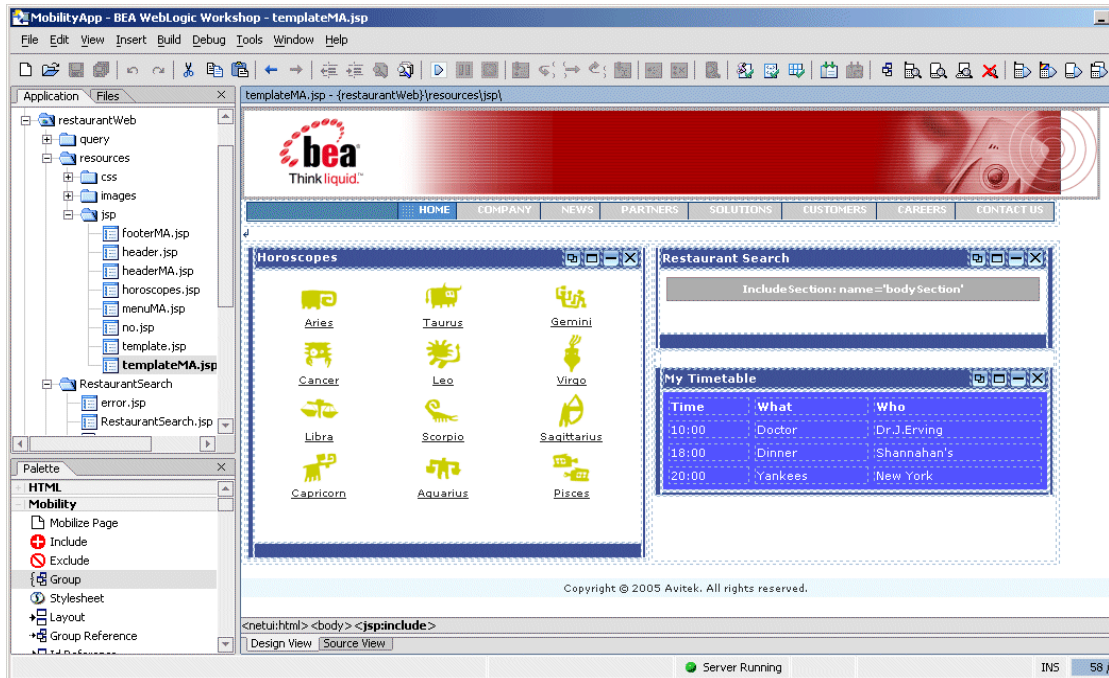 MobilityApp - BEA WebLogic Workshop - templateMA.jsp
File Edit View Insert Build Debug Tools Window Help
Application Files
templateMA.jsp - {restaurantWeb}\resources\jsp\
restaurantWeb
query
resources
css
images
jsp
footerMA.jsp
header.jsp
headerMA.jsp
horoscopes.jsp
menuMA.jsp
no.jsp
template.jsp
templateMA.jsp
RestaurantSearch
error.jsp
RestaurantSearch.jsp
Palette
HTML
Mobility
Mobilize Page
Include
Exclude
Group
Stylesheet
Layout
Group Reference
Id Reference
bea
Think liquid.™
HOME COMPANY NEWS PARTNERS SOLUTIONS CUSTOMERS CAREERS CONTACT US
Horoscopes
Aries Taurus Gemini
Cancer Leo Virgo
Libra Scorpio Sagittarius
Capricorn Aquarius Pisces
Restaurant Search
IncludeSection: name='bodySection'
My Timetable
Time What Who
10:00 Doctor Dr.J.Erving
18:00 Dinner Shannahan's
20:00 Yankees New York
Copyright © 2005 Avitek. All rights reserved.
<netui:html> <body> <jsp:include>
Design View Source View
Server Running
INS 58